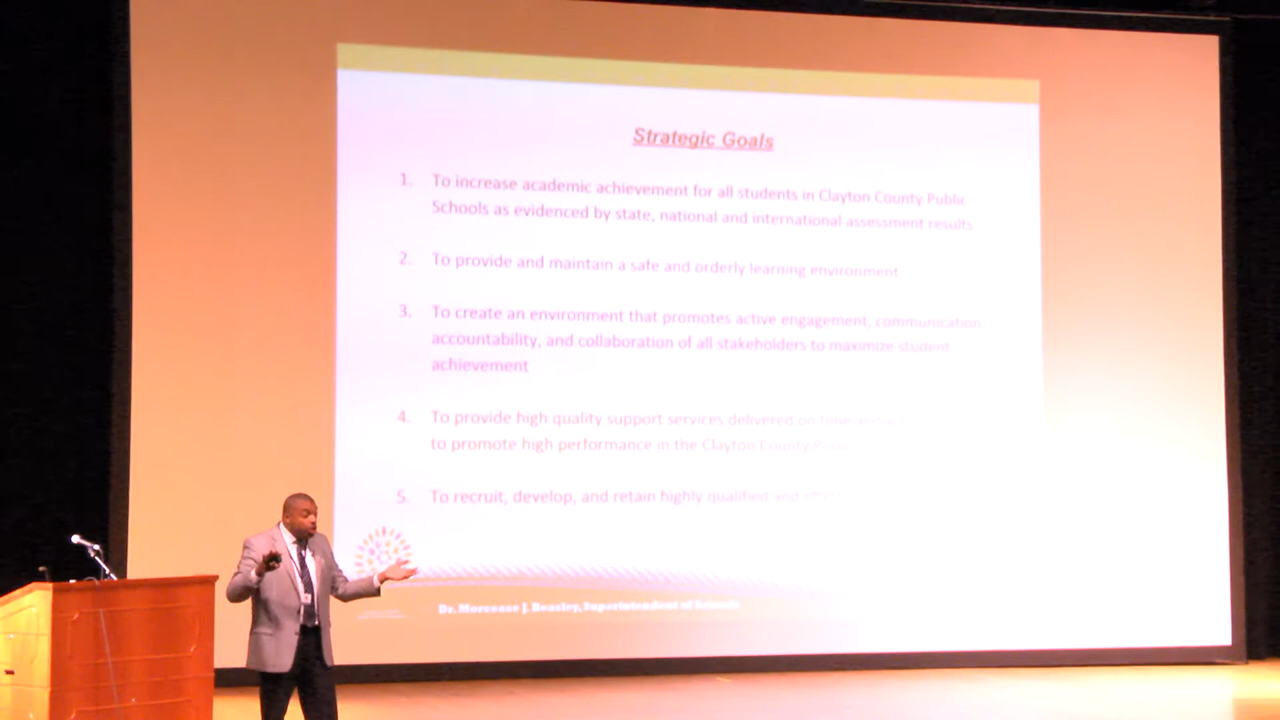 Strategic Goals
1. To increase academic achievement for all students in Clayton County Public
Schools as evidenced by state, national and international assessment results
2. To provide and maintain a safe and orderly learning environment
3. To create an environment that promotes active engagement, communication
accountability, and collaboration of all stakeholders to maximize student
achievement
4. To provide high quality support services delivered on time and
to promote high performance in the Clayton County
5. To recruit, develop, and retain highly qualified and
Dr. Morcease J. Beasley, Superintendent of Schools